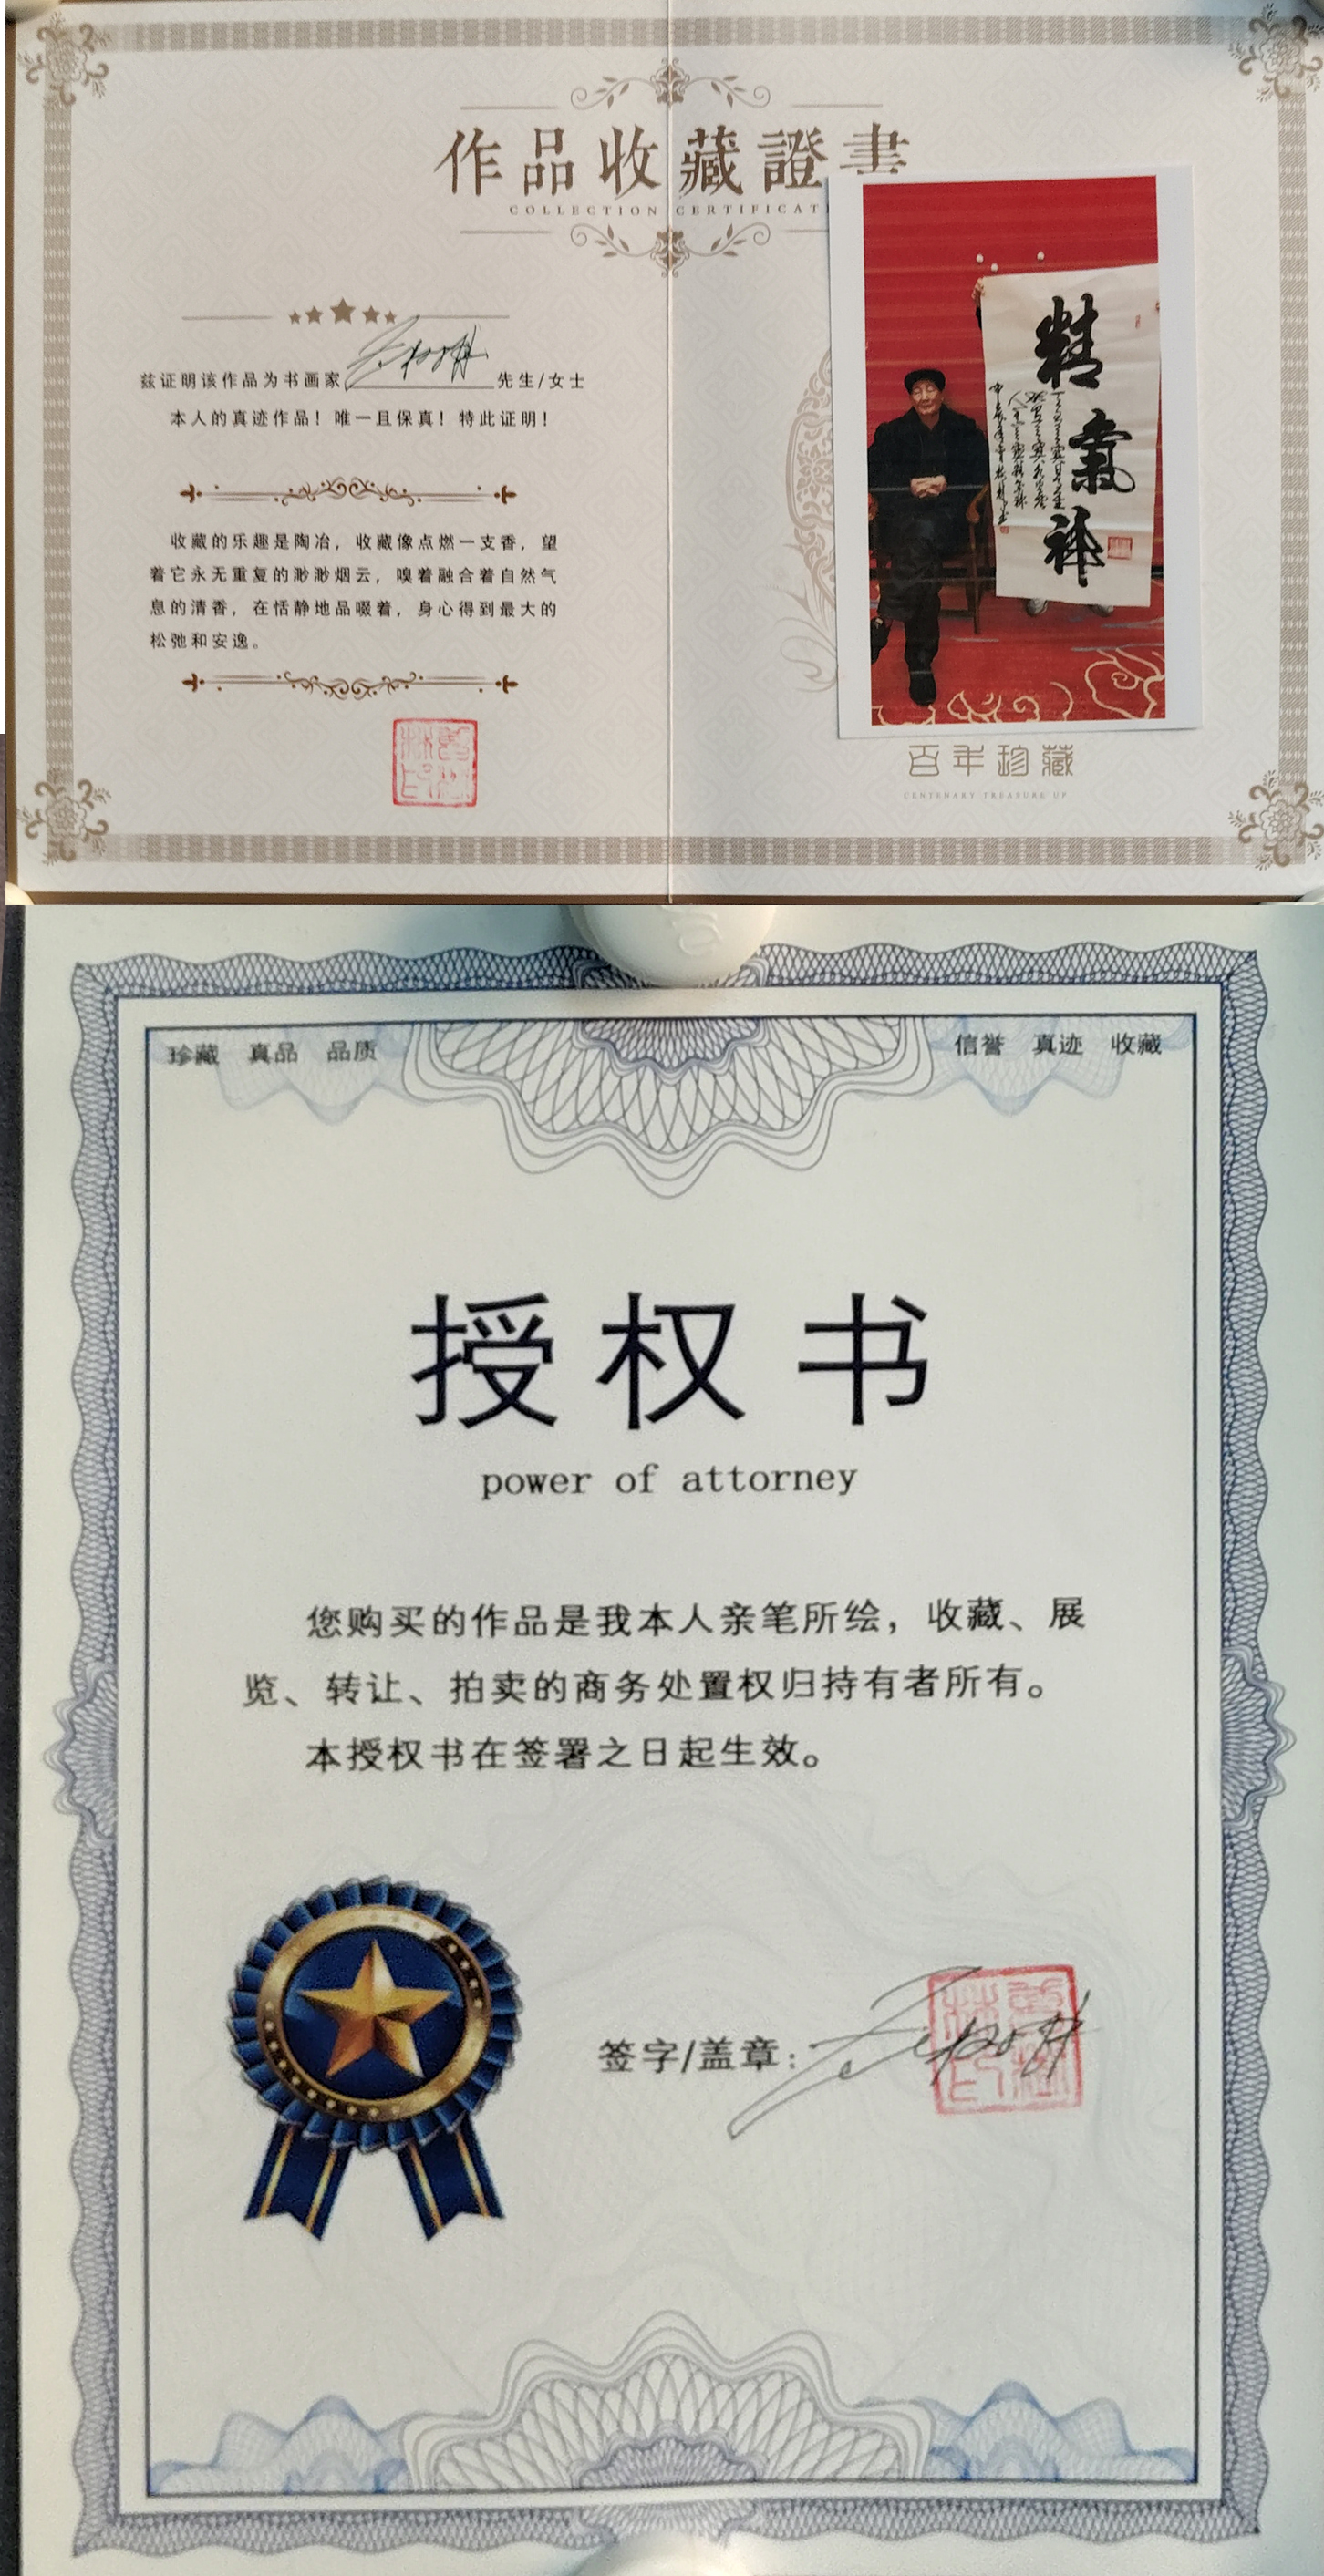 作品收藏證書
COLLECTION CERTIFICAT
兹证明该作品为书画家 先生/女士
本人的真迹作品！唯一且保真！特此证明！
收藏的乐趣是陶冶，收藏像点燃一支香，望
着它永无重复的渺渺烟云，嗅着融合着自然气
息的清香，在恬静地品啜着，身心得到最大的
松弛和安逸。
精氣神
百年珍藏
CENTENARY TREASURE UP
珍藏 真品 品质
信誉 真迹 收藏
授权书
power of attorney
您购买的作品是我本人亲笔所绘，收藏、展
览、转让、拍卖的商务处置权归持有者所有。
本授权书在签署之日起生效。
签字/盖章：